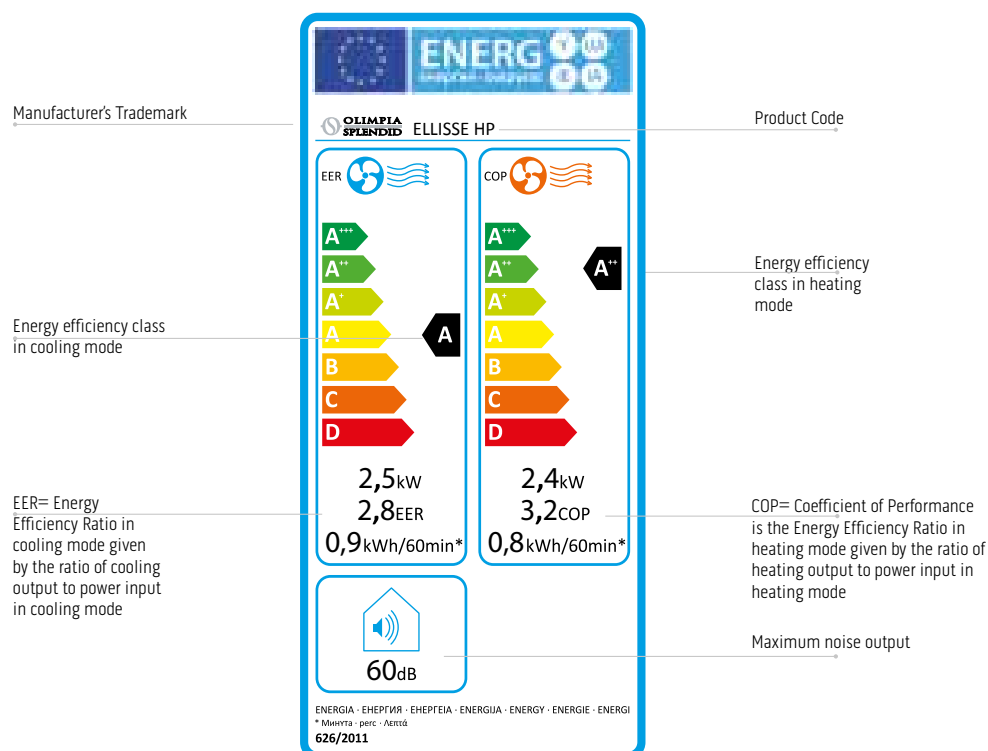 ENERG
Manufacturer's Trademark
OLIMPIA
SPLENDID
ELLISSE HP
Product Code
EER
COP
A+++
A++
A+
A
B
C
D
A
A+++
A++
A+
A
B
C
D
A++
Energy efficiency
class in heating
mode
Energy efficiency class
in cooling mode
2,5kW
2,8EER
0,9kWh/60min*
2,4kW
3,2COP
0,8kWh/60min*
EER= Energy
Efficiency Ratio in
cooling mode given
by the ratio of cooling
output to power input
in cooling mode
COP= Coefficient of Performance
is the Energy Efficiency Ratio in
heating mode given by the ratio of
heating output to power input in
heating mode
60dB
Maximum noise output
ENERGIA · ЕНЕРГИЯ · ΕΗΕΡΓΕΙΑ · ENERGIJA · ENERGY · ENERGIE · ENERGI
* Минута · perc · Λεπτά
626/2011